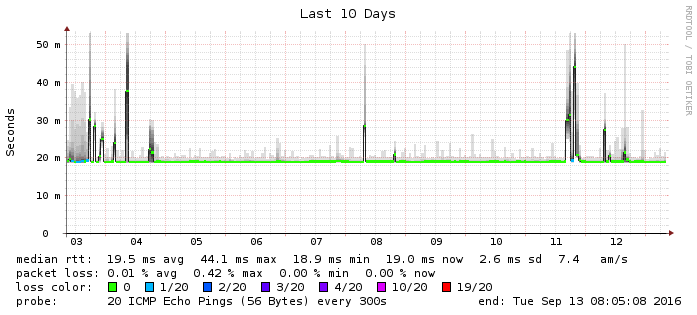 Last 10 Days
RRDTOOL / TOBI OETIKER
Seconds
50 m
40 m
30 m
20 m
10 m
0
03 04 05 06 07 08 09 10 11 12
median rtt: 19.5 ms avg 44.1 ms max 18.9 ms min 19.0 ms now 2.6 ms sd 7.4 am/s
packet loss: 0.01 % avg 0.42 % max 0.00 % min 0.00 % now
loss color: 0 1/20 2/20 3/20 4/20 10/20 19/20
probe: 20 ICMP Echo Pings (56 Bytes) every 300s end: Tue Sep 13 08:05:08 2016